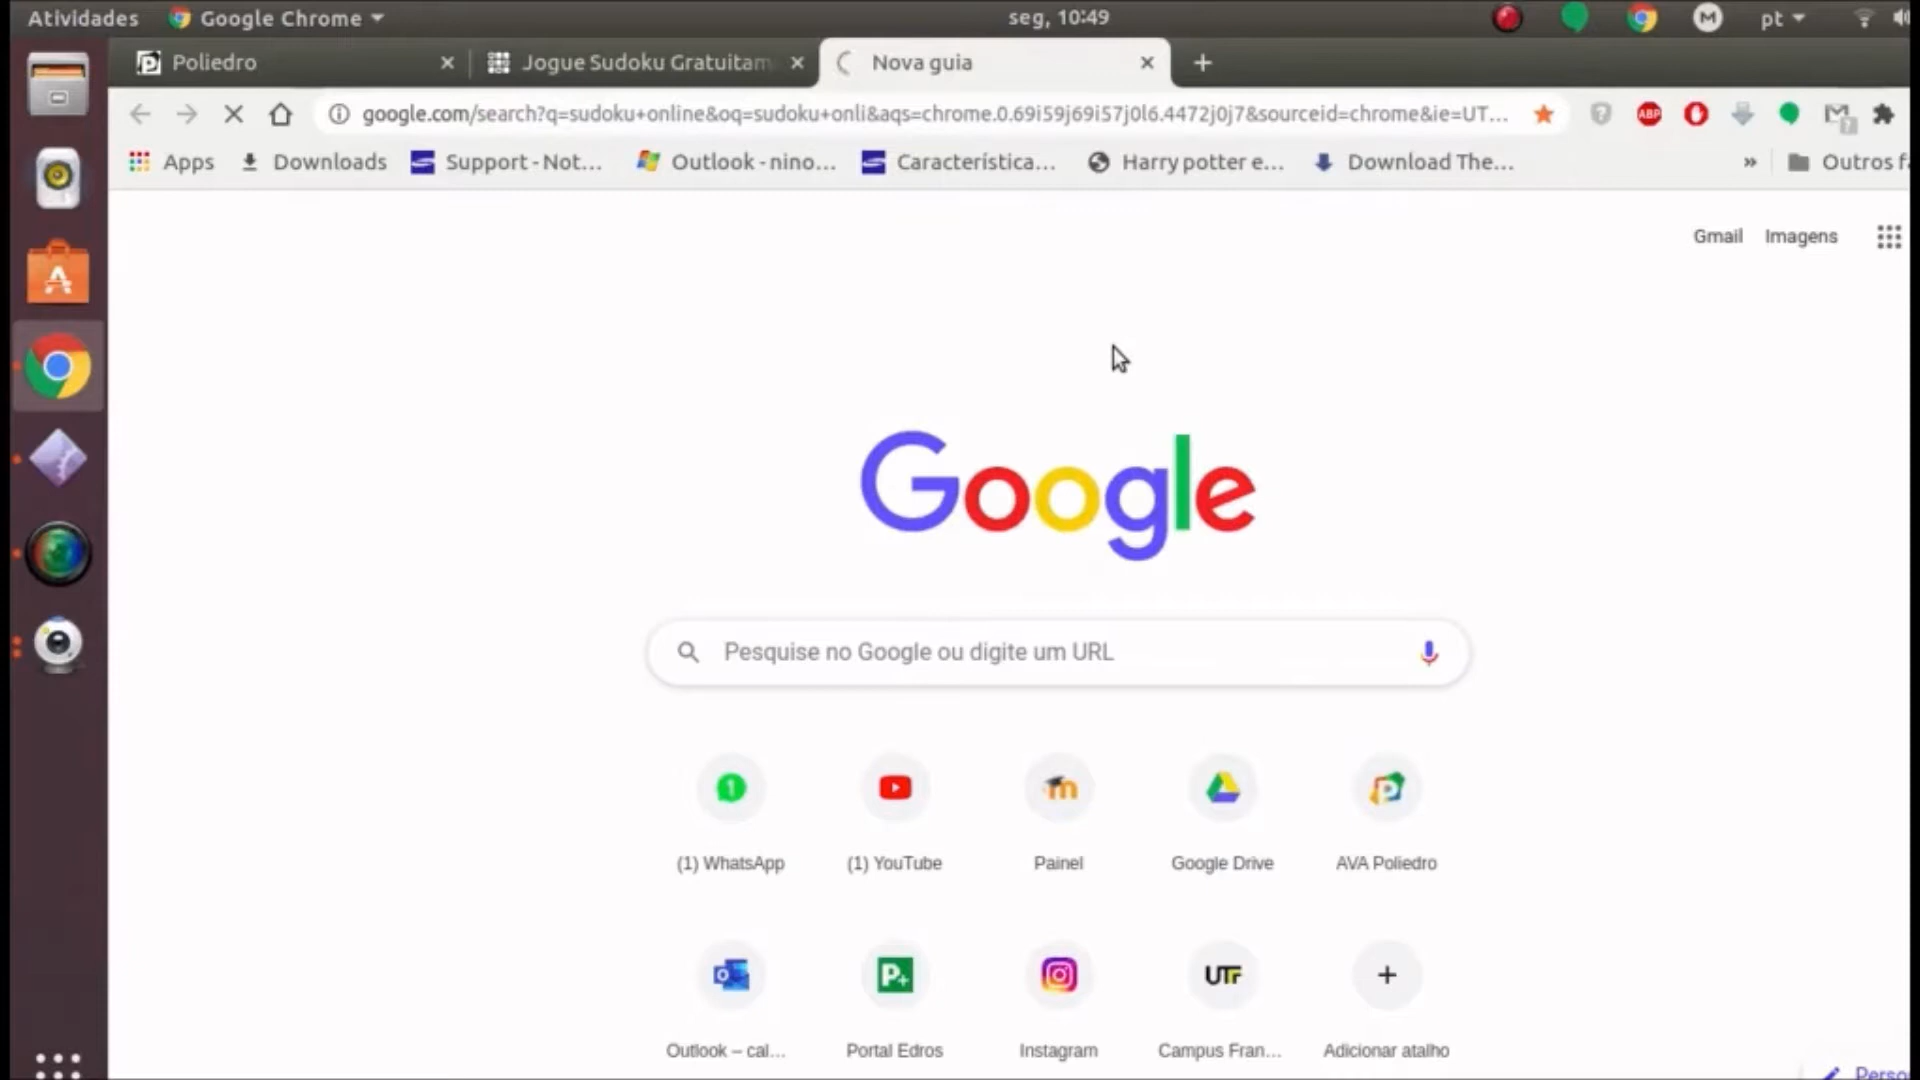 Atividades Google Chrome seg, 10:49 M pt
Poliedro Jogue Sudoku Gratuitam Nova guia
google.com/search?q=sudoku+online&oq=sudoku+onli&aqs=chrome.0.69i59j69i57j0l6.4472j0j7&sourceid=chrome&ie=UT... ABP
Apps Downloads Support - Not... Outlook - nino... Característica... Harry potter e... Download The... » Outros f
Gmail Imagens
Google
Pesquise no Google ou digite um URL
(1) WhatsApp (1) YouTube Painel Google Drive AVA Poliedro
UTF
Outlook – cal... Portal Edros Instagram Campus Fran... Adicionar atalho
Perso